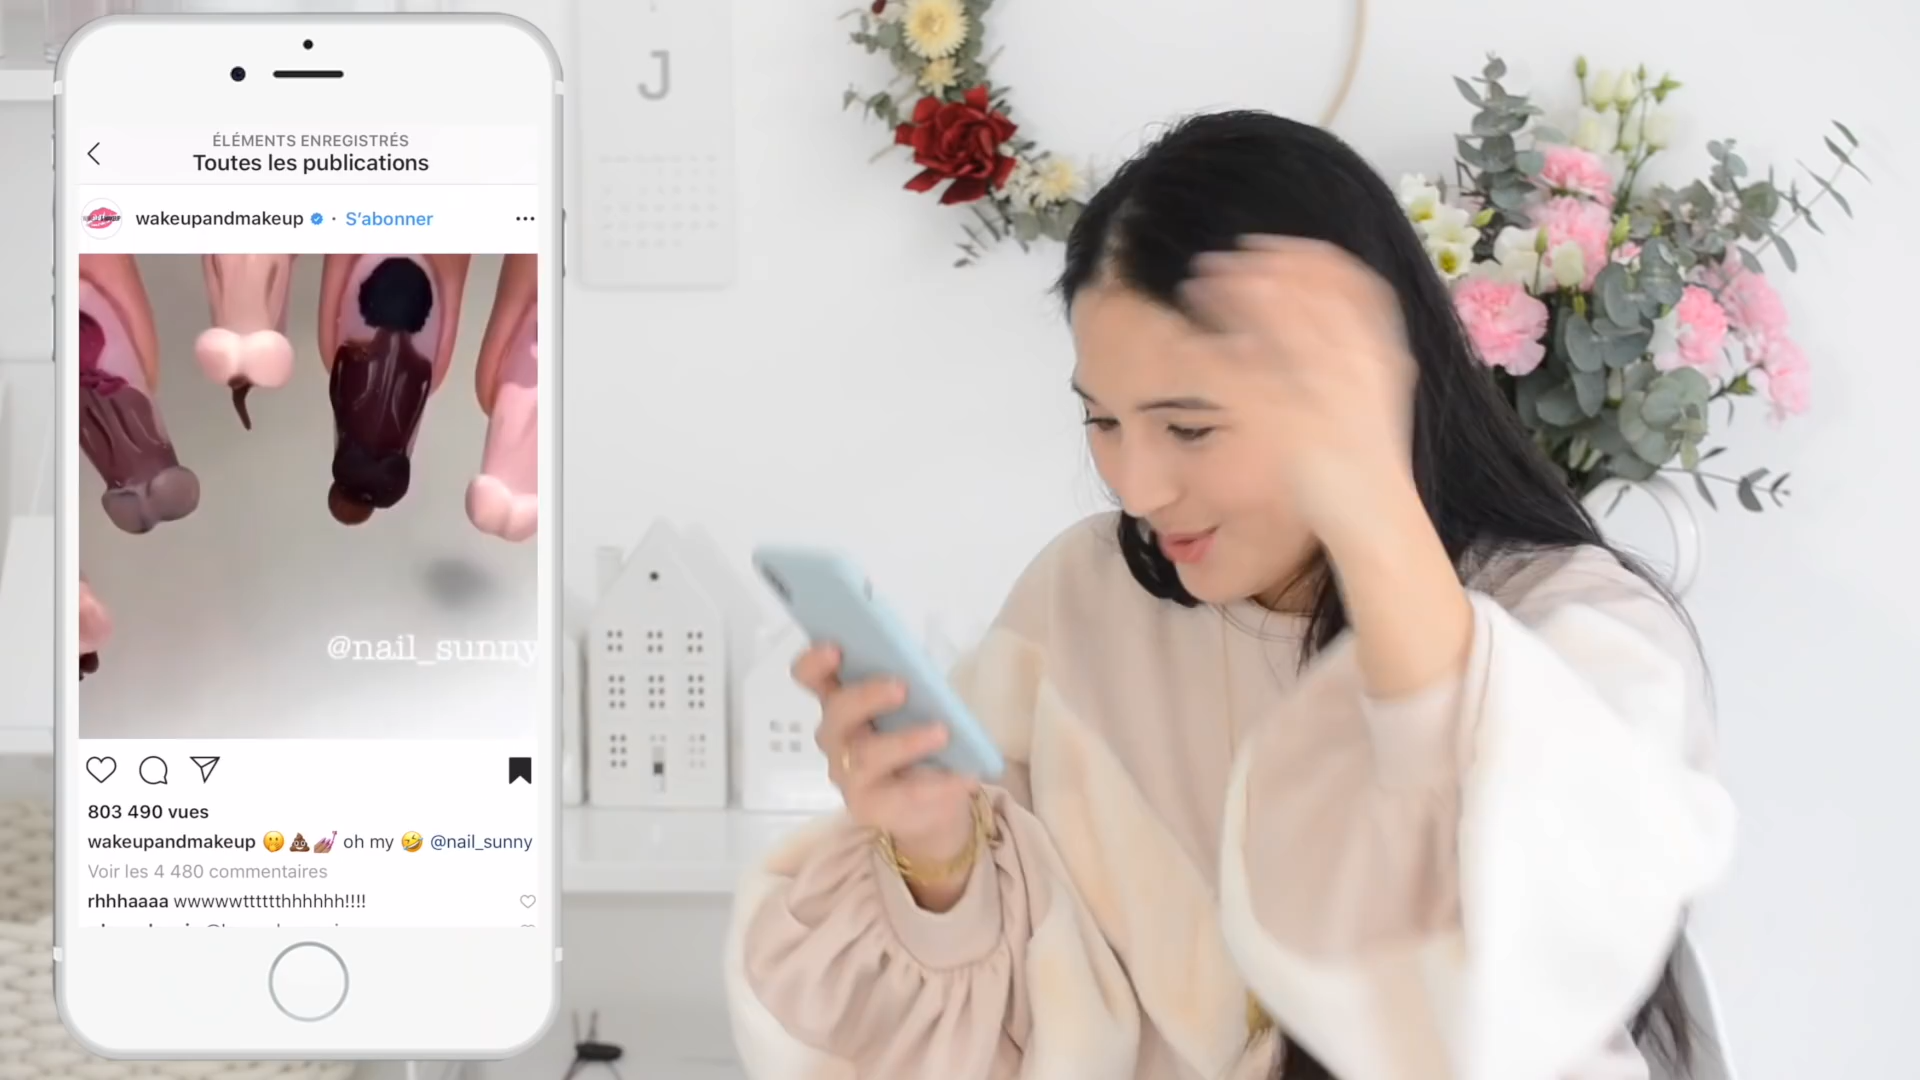 J
ÉLÉMENTS ENREGISTRÉS
Toutes les publications
wakeupandmakeup · S'abonner
@nail_sunny
803 490 vues
wakeupandmakeup 🤭💩💅🏽 oh my 🤣 @nail_sunny
Voir les 4 480 commentaires
rhhhaaaa wwwwwtttttthhhhhh!!!!